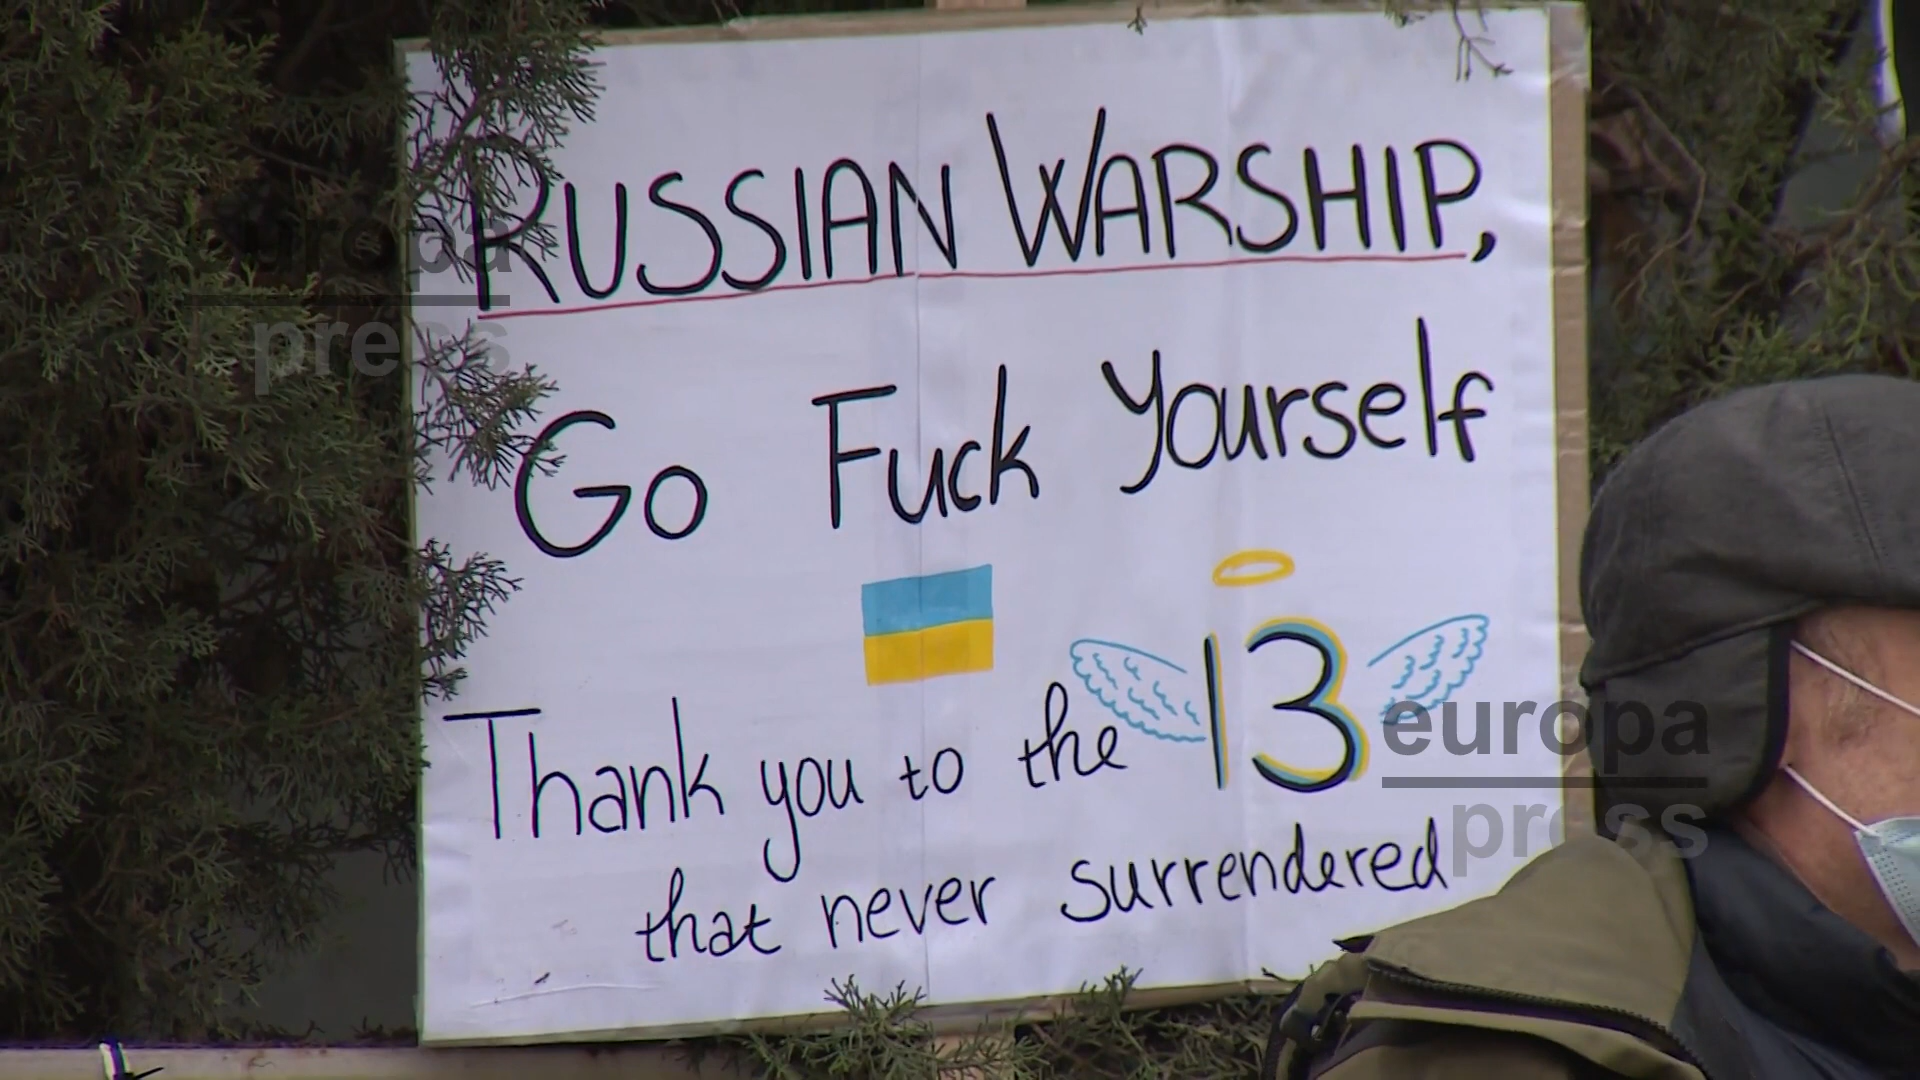 RUSSIAN WARSHIP,
Go Fuck Yourself
Thank you to the 13
that never surrendered
europa
press
europa
press